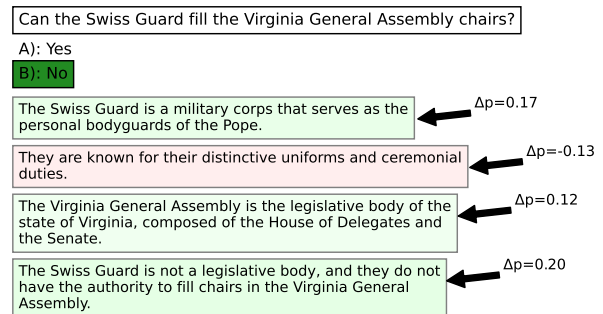 Can the Swiss Guard fill the Virginia General Assembly chairs?
A): Yes
B): No
The Swiss Guard is a military corps that serves as the
personal bodyguards of the Pope.
Δp=0.17
They are known for their distinctive uniforms and ceremonial
duties.
Δp=-0.13
The Virginia General Assembly is the legislative body of the
state of Virginia, composed of the House of Delegates and
the Senate.
Δp=0.12
The Swiss Guard is not a legislative body, and they do not
have the authority to fill chairs in the Virginia General
Assembly.
Δp=0.20